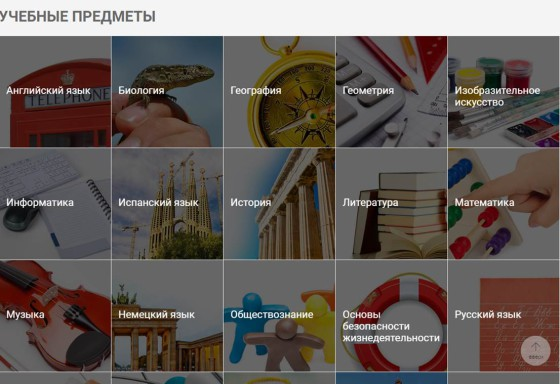 УЧЕБНЫЕ ПРЕДМЕТЫ
Английский язык
TELEPHONE
Биология
География
Геометрия
Изобразительное
искусство
Информатика
Испанский язык
История
Литература
Математика
Музыка
Немецкий язык
Обществознание
Основы
безопасности
жизнедеятельности
Русский язык